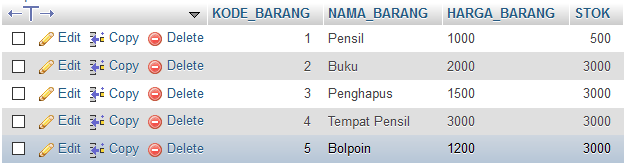 KODE_BARANG NAMA_BARANG HARGA_BARANG STOK
Edit Copy Delete 1 Pensil 1000 500
Edit Copy Delete 2 Buku 2000 3000
Edit Copy Delete 3 Penghapus 1500 3000
Edit Copy Delete 4 Tempat Pensil 3000 3000
Edit Copy Delete 5 Bolpoin 1200 3000